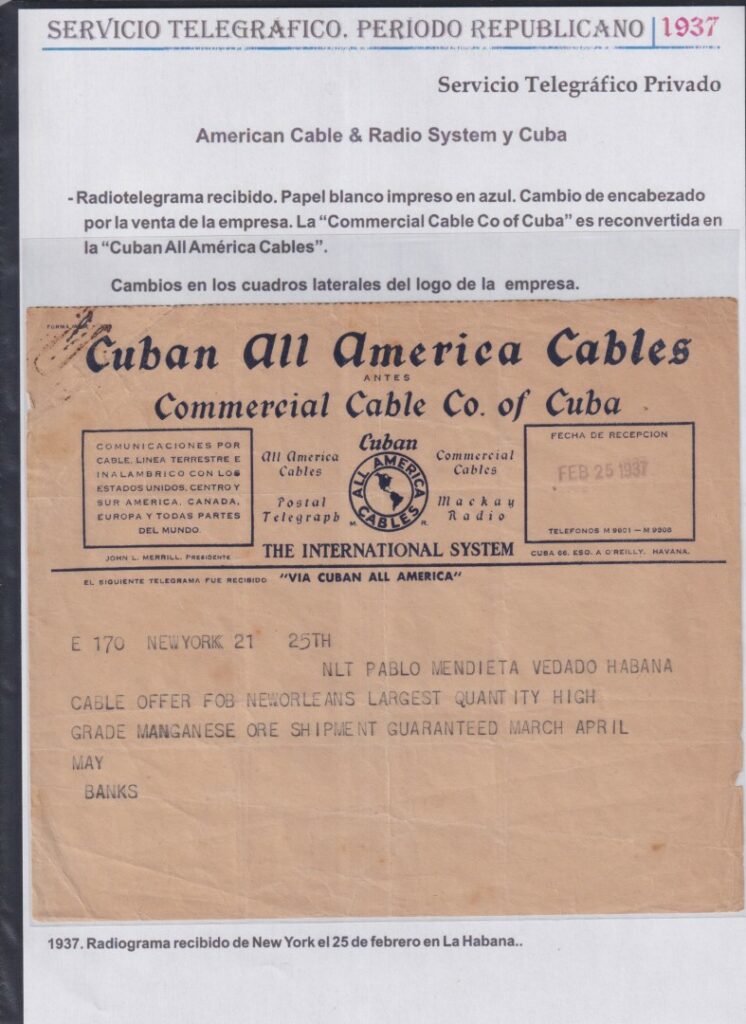 SERVICIO TELEGRÁFICO. PERIODO REPUBLICANO | 1937
Servicio Telegráfico Privado
American Cable & Radio System y Cuba
- Radiotelegrama recibido. Papel blanco impreso en azul. Cambio de encabezado
por la venta de la empresa. La “Commercial Cable Co of Cuba” es reconvertida en
la “Cuban All América Cables”.
Cambios en los cuadros laterales del logo de la empresa.
Cuban All America Cables
ANTES
Commercial Cable Co. of Cuba
COMUNICACIONES POR
CABLE, LINEA TERRESTRE E
INALAMBRICO CON LOS
ESTADOS UNIDOS, CENTRO Y
SUR AMERICA, CANADA,
EUROPA Y TODAS PARTES
DEL MUNDO.
JOHN L. MERRILL, PRESIDENTE
All America
Cables
Postal
Telegraph
Cuban
ALL AMERICA
CABLES
M. R.
Commercial
Cables
Mackay
Radio
THE INTERNATIONAL SYSTEM
FECHA DE RECEPCION
FEB 25 1937
TELEFONOS M 9601 – M 9306
CUBA 66, ESQ. A O'REILLY, HAVANA.
EL SIGUIENTE TELEGRAMA FUE RECIBIDO "VIA CUBAN ALL AMERICA"
E 170 NEWYORK 21 25TH
NLT PABLO MENDIETA VEDADO HABANA
CABLE OFFER FOB NEWORLEANS LARGEST QUANTITY HIGH
GRADE MANGANESE ORE SHIPMENT GUARANTEED MARCH APRIL
MAY
BANKS
1937. Radiograma recibido de New York el 25 de febrero en La Habana..